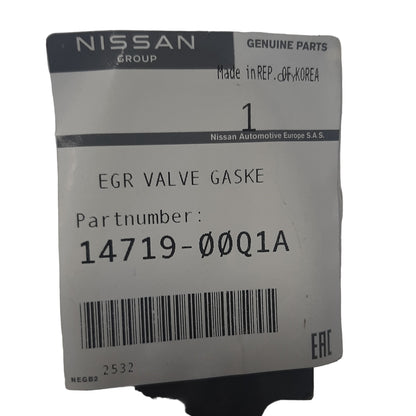 NISSAN
GROUP
GENUINE PARTS
Made in REP. OF KOREA
1
Nissan Automotive Europe S.A.S.
EGR VALVE GASKE
Partnumber:
14719-00Q1A
EAC
2532
NEGB2